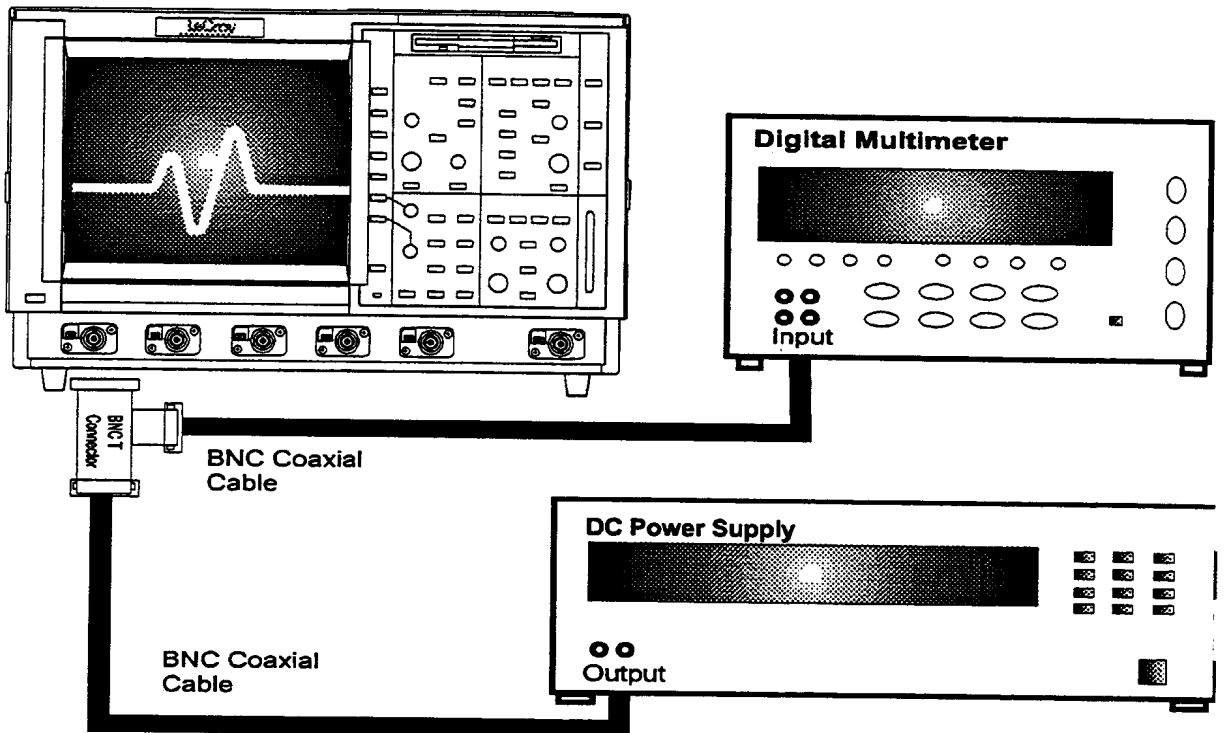 LeCroy
Digital Multimeter
Input
BNC T
Connector
BNC Coaxial
Cable
DC Power Supply
Output
BNC Coaxial
Cable